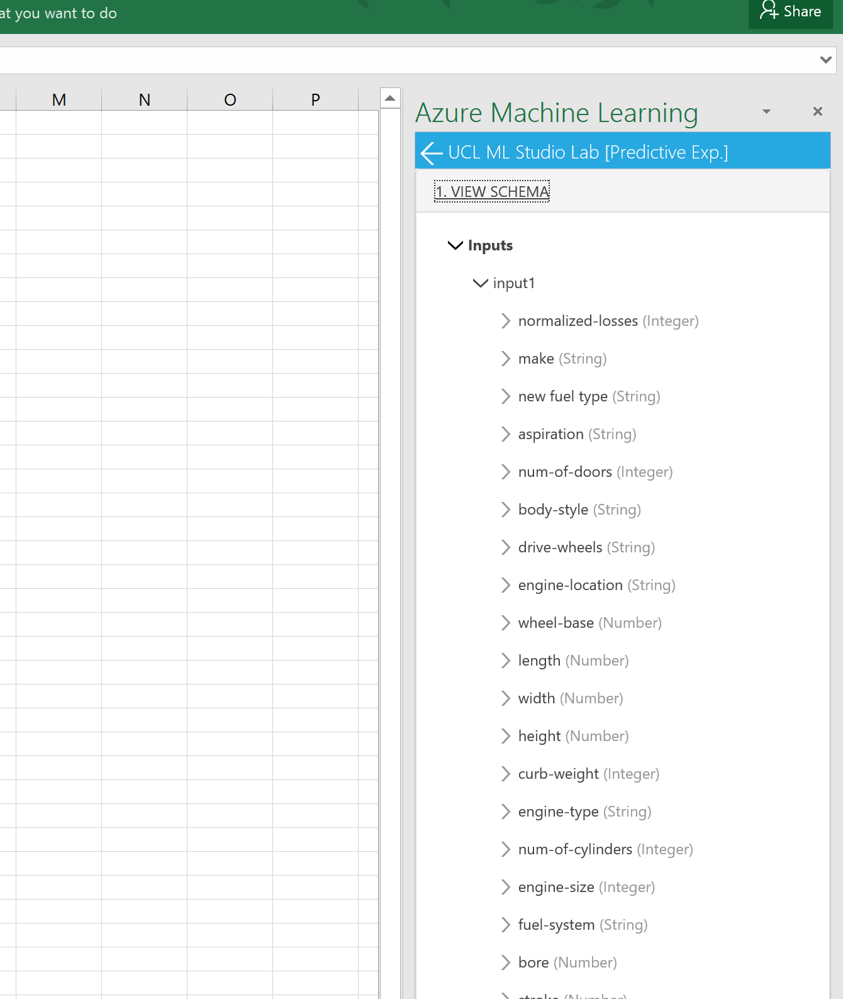 at you want to do
Share
M N O P
Azure Machine Learning
UCL ML Studio Lab [Predictive Exp.]
1. VIEW SCHEMA
Inputs
input1
normalized-losses (Integer)
make (String)
new fuel type (String)
aspiration (String)
num-of-doors (Integer)
body-style (String)
drive-wheels (String)
engine-location (String)
wheel-base (Number)
length (Number)
width (Number)
height (Number)
curb-weight (Integer)
engine-type (String)
num-of-cylinders (Integer)
engine-size (Integer)
fuel-system (String)
bore (Number)
stroke (Number)